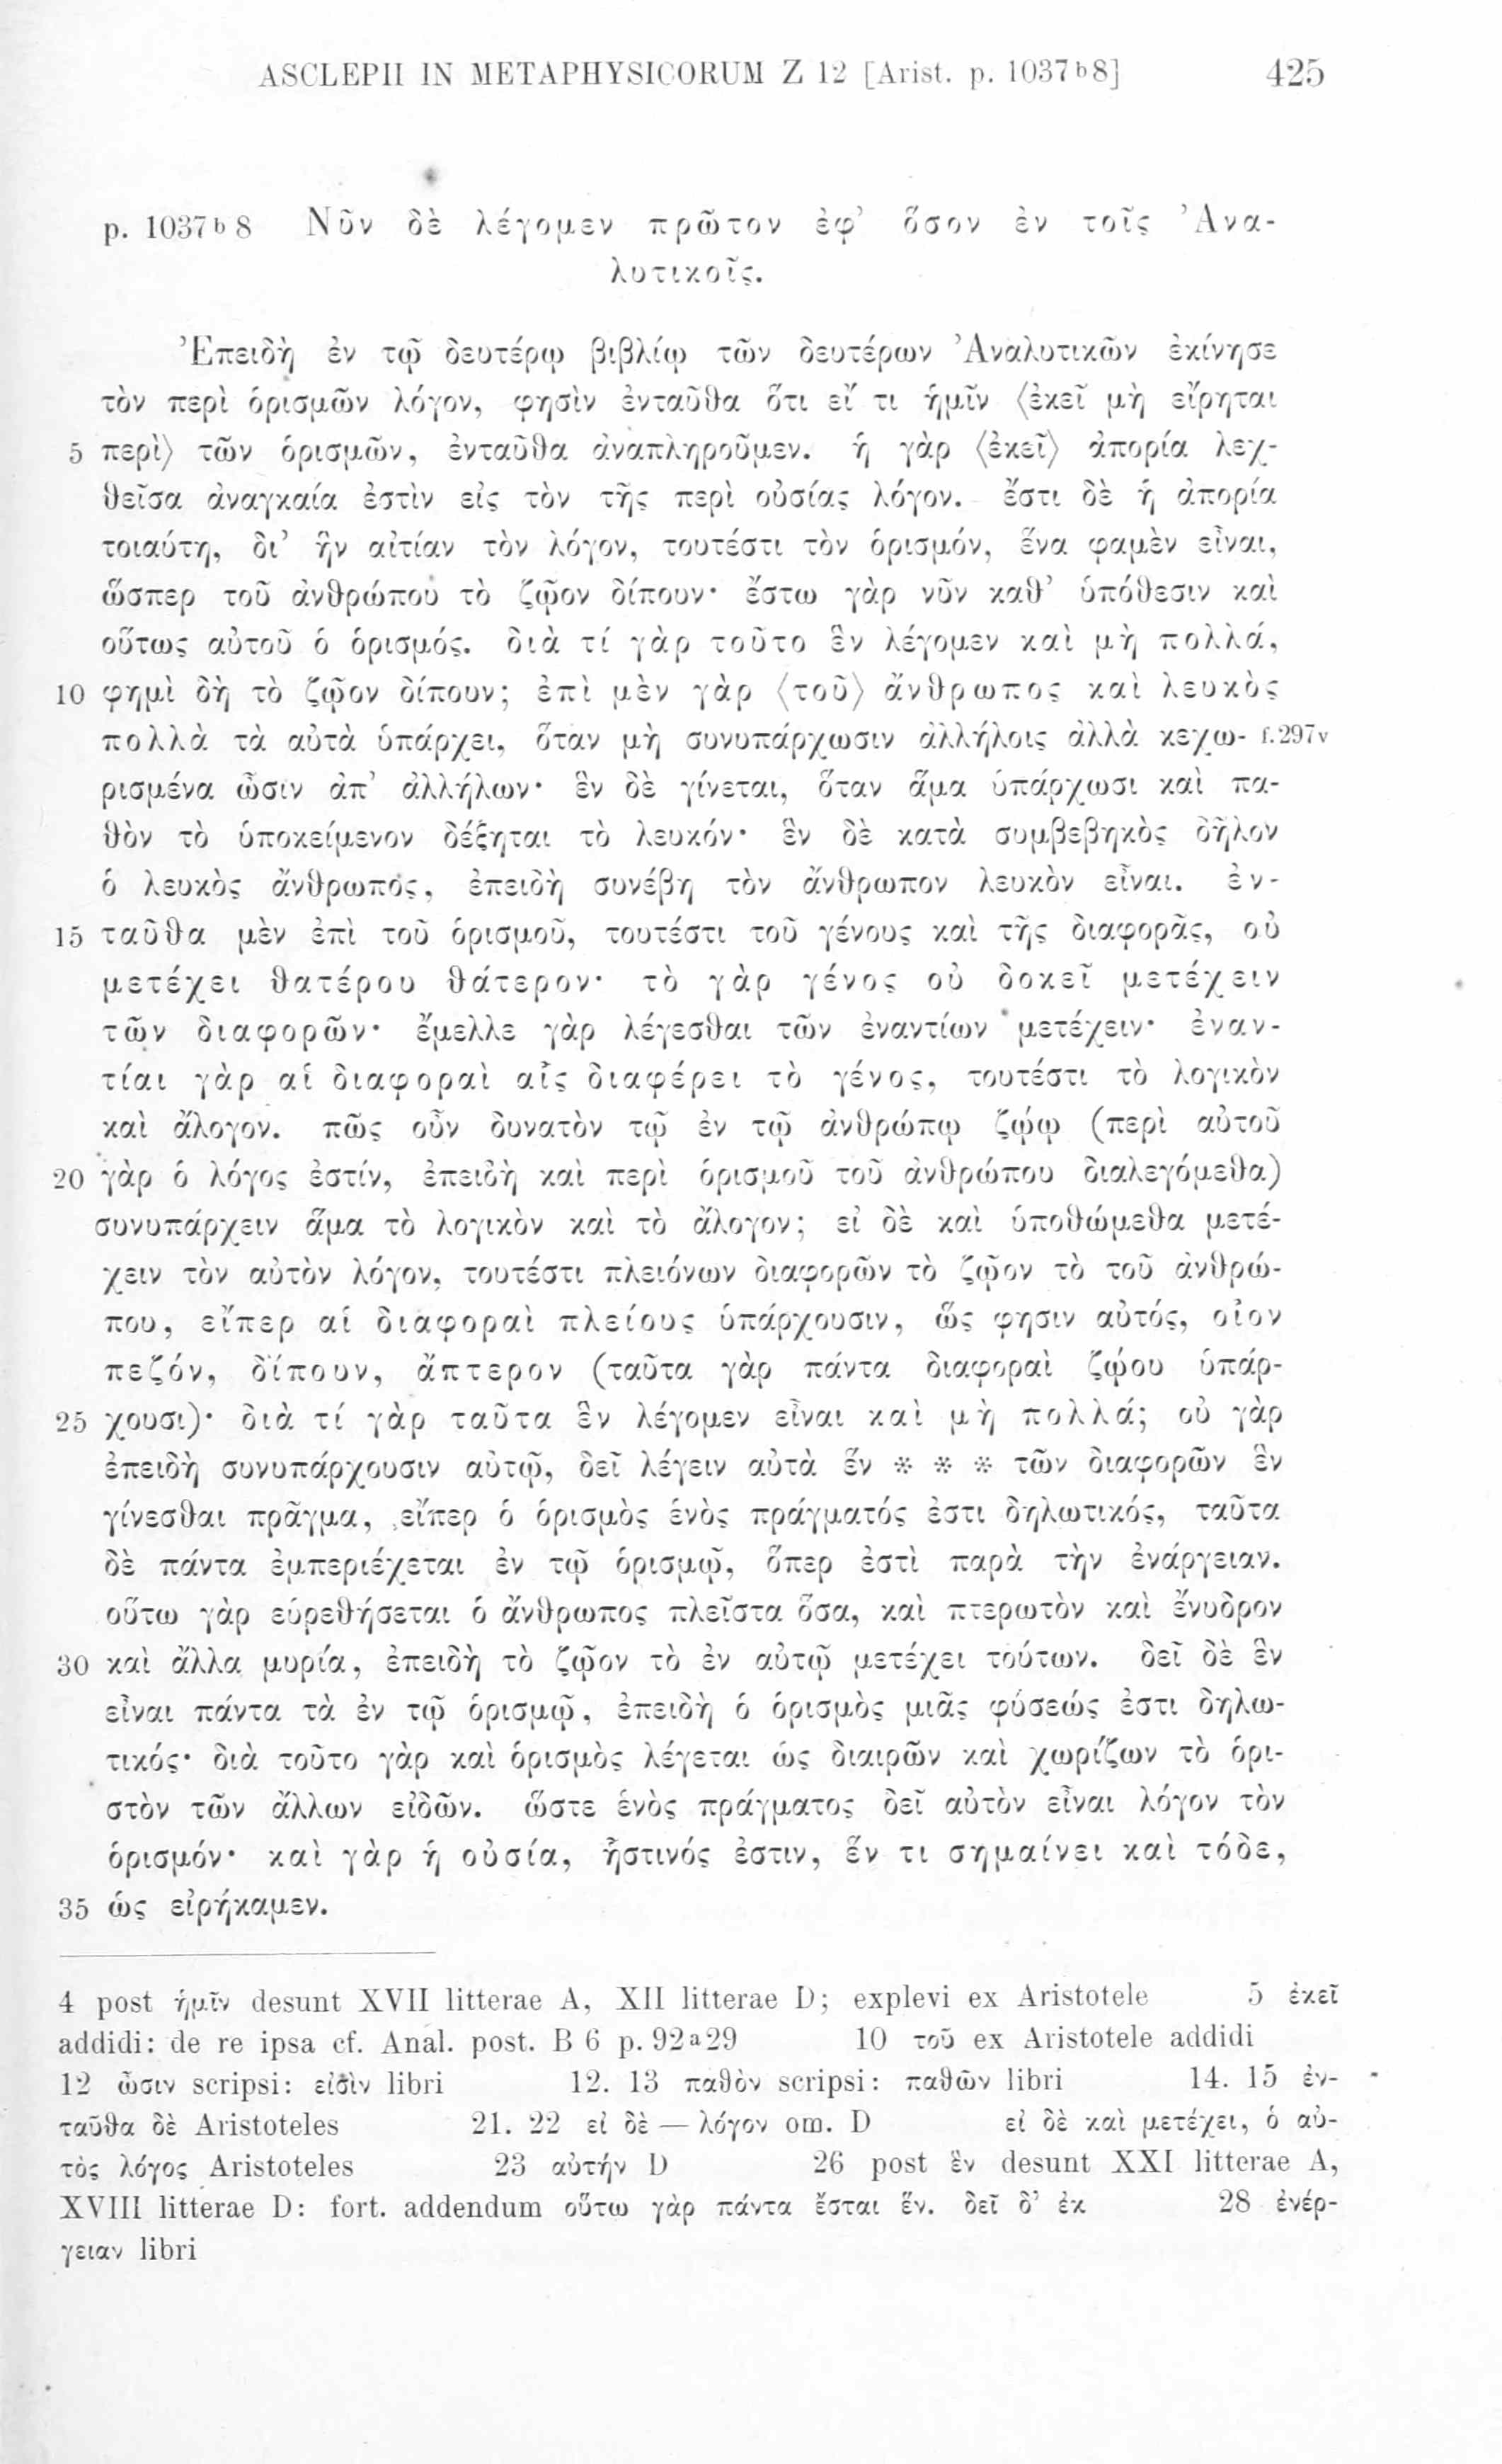 ASCLEPII IN METAPHYSICORUM Z 12 [Arist. p. 1037b8] 425
p. 1037b8 Νῦν δὲ λέγομεν πρῶτον ἐφ’ ὅσον ἐν τοῖς Ἀνα-
λυτικοῖς.
Ἐπειδὴ ἐν τῷ δευτέρῳ βιβλίῳ τῶν δευτέρων Ἀναλυτικῶν ἐκίνησε
τὸν περὶ ὁρισμῶν λόγον, φησὶν ἐνταῦθα ὅτι εἴ τι ἡμῖν ⟨ἐκεῖ μὴ εἴρηται
5 περὶ⟩ τῶν ὁρισμῶν, ἐνταῦθα ἀναπληροῦμεν. ἡ γὰρ ⟨ἐκεῖ⟩ ἀπορία λεχ-
θεῖσα ἀναγκαία ἐστὶν εἰς τὸν τῆς περὶ οὐσίας λόγον. ἔστι δὲ ἡ ἀπορία
τοιαύτη, δι’ ἣν αἰτίαν τὸν λόγον, τουτέστι τὸν ὁρισμόν, ἕνα φαμὲν εἶναι,
ὥσπερ τοῦ ἀνθρώπου τὸ ζῷον δίπουν· ἔστω γὰρ νῦν καθ’ ὑπόθεσιν καὶ
οὕτως αὐτοῦ ὁ ὁρισμός. διὰ τί γὰρ τοῦτο ἓν λέγομεν καὶ μὴ πολλά,
10 φημὶ δὴ τὸ ζῷον δίπουν; ἐπὶ μὲν γὰρ ⟨τοῦ⟩ ἄνθρωπος καὶ λευκὸς
πολλὰ τὰ αὐτὰ ὑπάρχει, ὅταν μὴ συνυπάρχωσιν ἀλλήλοις ἀλλὰ κεχω- f.297v
ρισμένα ὦσιν ἀπ’ ἀλλήλων· ἓν δὲ γίνεται, ὅταν ἅμα ὑπάρχωσι καὶ πα-
θὸν τὸ ὑποκείμενον δέξηται τὸ λευκόν· ἓν δὲ κατὰ συμβεβηκὸς δῆλον
ὁ λευκὸς ἄνθρωπος, ἐπειδὴ συνέβη τὸν ἄνθρωπον λευκὸν εἶναι. ἐν-
15 ταῦθα μὲν ἐπὶ τοῦ ὁρισμοῦ, τουτέστι τοῦ γένους καὶ τῆς διαφορᾶς, οὐ
μετέχει θατέρου θάτερον· τὸ γὰρ γένος οὐ δοκεῖ μετέχειν
τῶν διαφορῶν· ἔμελλε γὰρ λέγεσθαι τῶν ἐναντίων μετέχειν· ἐναν-
τίαι γὰρ αἱ διαφοραὶ αἷς διαφέρει τὸ γένος, τουτέστι τὸ λογικὸν
καὶ ἄλογον. πῶς οὖν δυνατὸν τῷ ἐν τῷ ἀνθρώπῳ ζῴῳ (περὶ αὐτοῦ
20 γὰρ ὁ λόγος ἐστίν, ἐπειδὴ καὶ περὶ ὁρισμοῦ τοῦ ἀνθρώπου διαλεγόμεθα)
συνυπάρχειν ἅμα τὸ λογικὸν καὶ τὸ ἄλογον; εἰ δὲ καὶ ὑποθώμεθα μετέ-
χειν τὸν αὐτὸν λόγον, τουτέστι πλειόνων διαφορῶν τὸ ζῷον τὸ τοῦ ἀνθρώ-
που, εἴπερ αἱ διαφοραὶ πλείους ὑπάρχουσιν, ὥς φησιν αὐτός, οἷον
πεζόν, δίπουν, ἄπτερον (ταῦτα γὰρ πάντα διαφοραὶ ζῴου ὑπάρ-
25 χουσι)· διὰ τί γὰρ ταῦτα ἓν λέγομεν εἶναι καὶ μὴ πολλά; οὐ γὰρ
ἐπειδὴ συνυπάρχουσιν αὐτῷ, δεῖ λέγειν αὐτὰ ἕν * * * τῶν διαφορῶν ἓν
γίνεσθαι πρᾶγμα, εἴπερ ὁ ὁρισμὸς ἑνὸς πράγματός ἐστι δηλωτικός, ταῦτα
δὲ πάντα ἐμπεριέχεται ἐν τῷ ὁρισμῷ, ὅπερ ἐστὶ παρὰ τὴν ἐνάργειαν.
οὕτω γὰρ εὑρεθήσεται ὁ ἄνθρωπος πλεῖστα ὅσα, καὶ πτερωτὸν καὶ ἔνυδρον
30 καὶ ἄλλα μυρία, ἐπειδὴ τὸ ζῷον τὸ ἐν αὐτῷ μετέχει τούτων. δεῖ δὲ ἓν
εἶναι πάντα τὰ ἐν τῷ ὁρισμῷ, ἐπειδὴ ὁ ὁρισμὸς μιᾶς φύσεώς ἐστι δηλω-
τικός· διὰ τοῦτο γὰρ καὶ ὁρισμὸς λέγεται ὡς διαιρῶν καὶ χωρίζων τὸ ὁρι-
στὸν τῶν ἄλλων εἰδῶν. ὥστε ἑνὸς πράγματος δεῖ αὐτὸν εἶναι λόγον τὸν
ὁρισμόν· καὶ γὰρ ἡ οὐσία, ἧστινός ἐστιν, ἕν τι σημαίνει καὶ τόδε,
35 ὡς εἰρήκαμεν.
4 post ἡμῖν desunt XVII litterae A, XII litterae D; explevi ex Aristotele 5 ἐκεῖ
addidi: de re ipsa cf. Anal. post. B 6 p. 92a29 10 τοῦ ex Aristotele addidi
12 ὦσιν scripsi: εἰσὶν libri 12. 13 παθὸν scripsi: παθῶν libri 14. 15 ἐν-
ταῦθα δὲ Aristoteles 21. 22 εἰ δὲ — λόγον om. D εἰ δὲ καὶ μετέχει, ὁ αὐ-
τὸς λόγος Aristoteles 23 αὐτήν D 26 post ἓν desunt XXI litterae A,
XVIII litterae D: fort. addendum οὕτω γὰρ πάντα ἔσται ἕν. δεῖ δ’ ἐκ 28 ἐνέρ-
γειαν libri